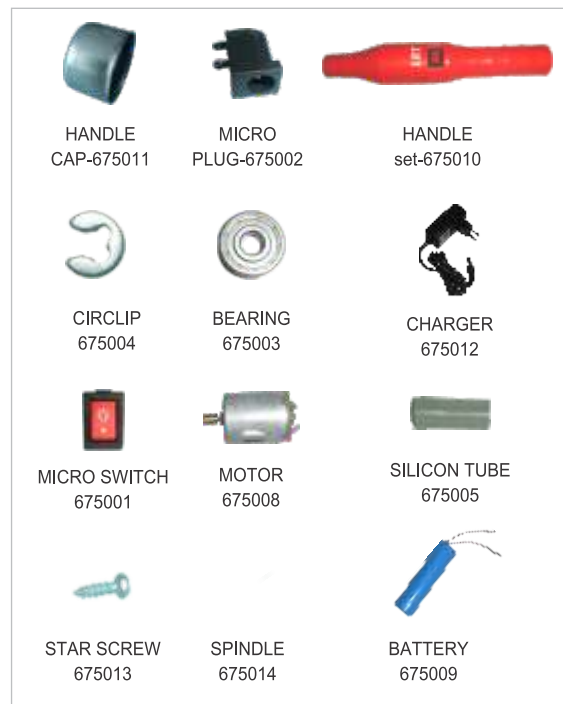 HANDLE
CAP-675011
MICRO
PLUG-675002
HANDLE
set-675010
CIRCLIP
675004
BEARING
675003
CHARGER
675012
MICRO SWITCH
675001
MOTOR
675008
SILICON TUBE
675005
STAR SCREW
675013
SPINDLE
675014
BATTERY
675009